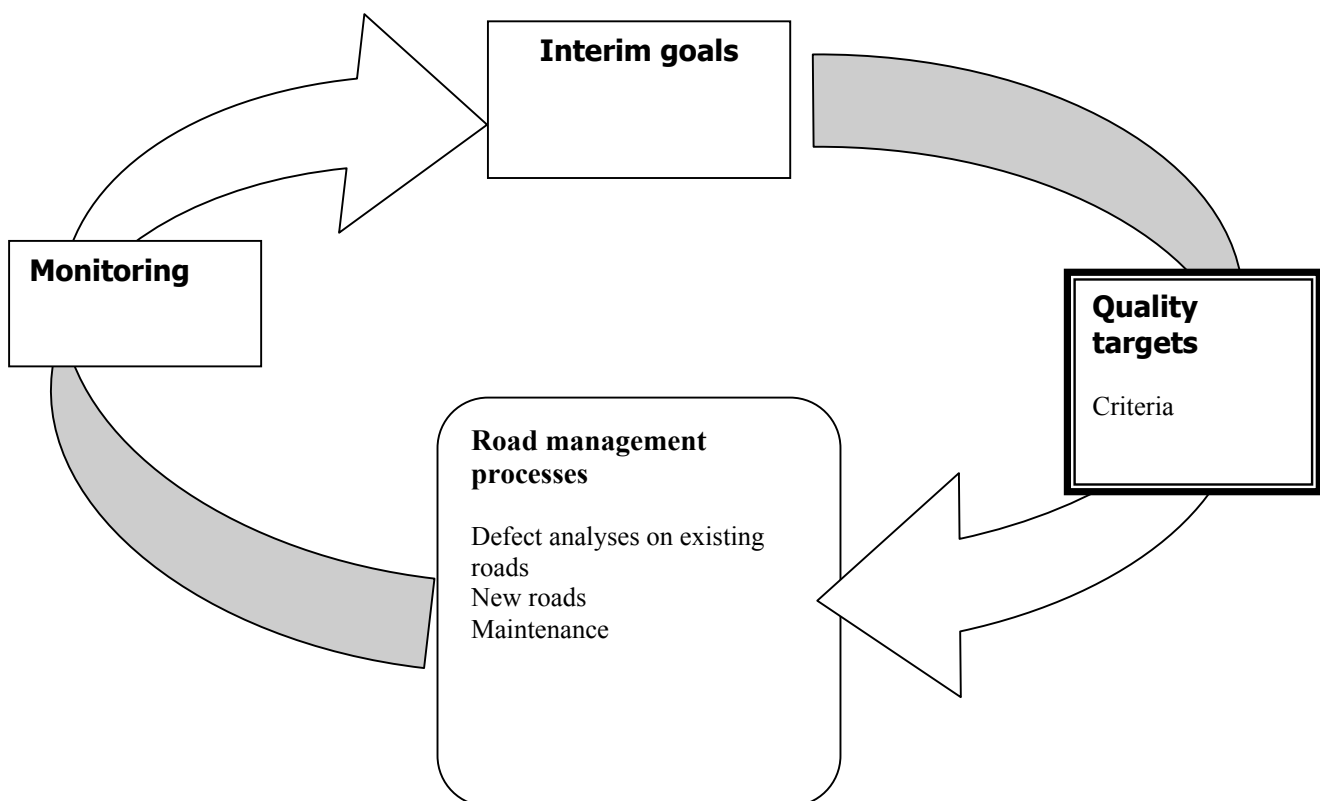 Interim goals
Monitoring
Quality
targets
Criteria
Road management
processes
Defect analyses on existing
roads
New roads
Maintenance